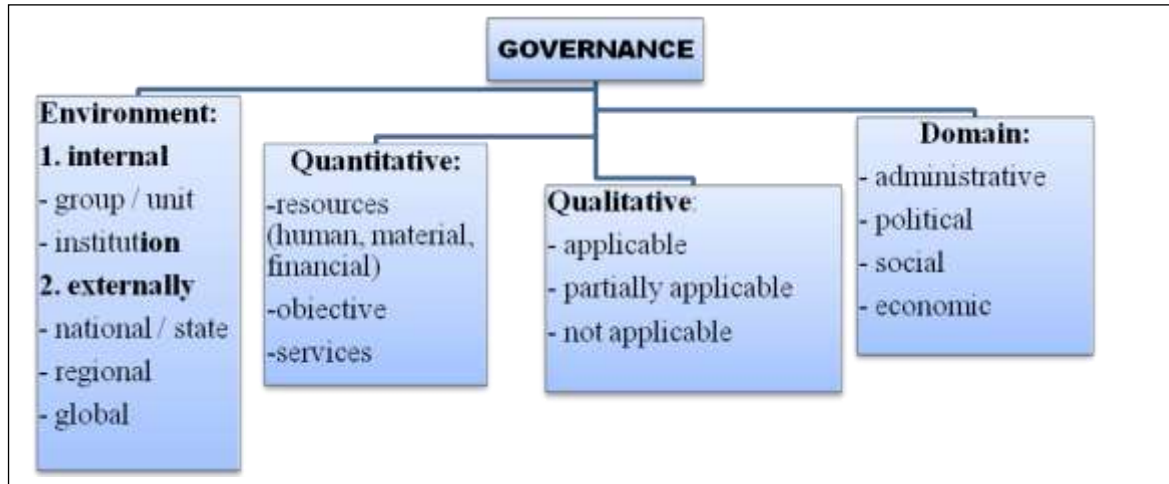 GOVERNANCE
Environment:
1. internal
- group / unit
- institution
2. externally
- national / state
- regional
- global
Quantitative:
-resources
(human, material,
financial)
-objective
-services
Qualitative:
- applicable
- partially applicable
- not applicable
Domain:
- administrative
- political
- social
- economic